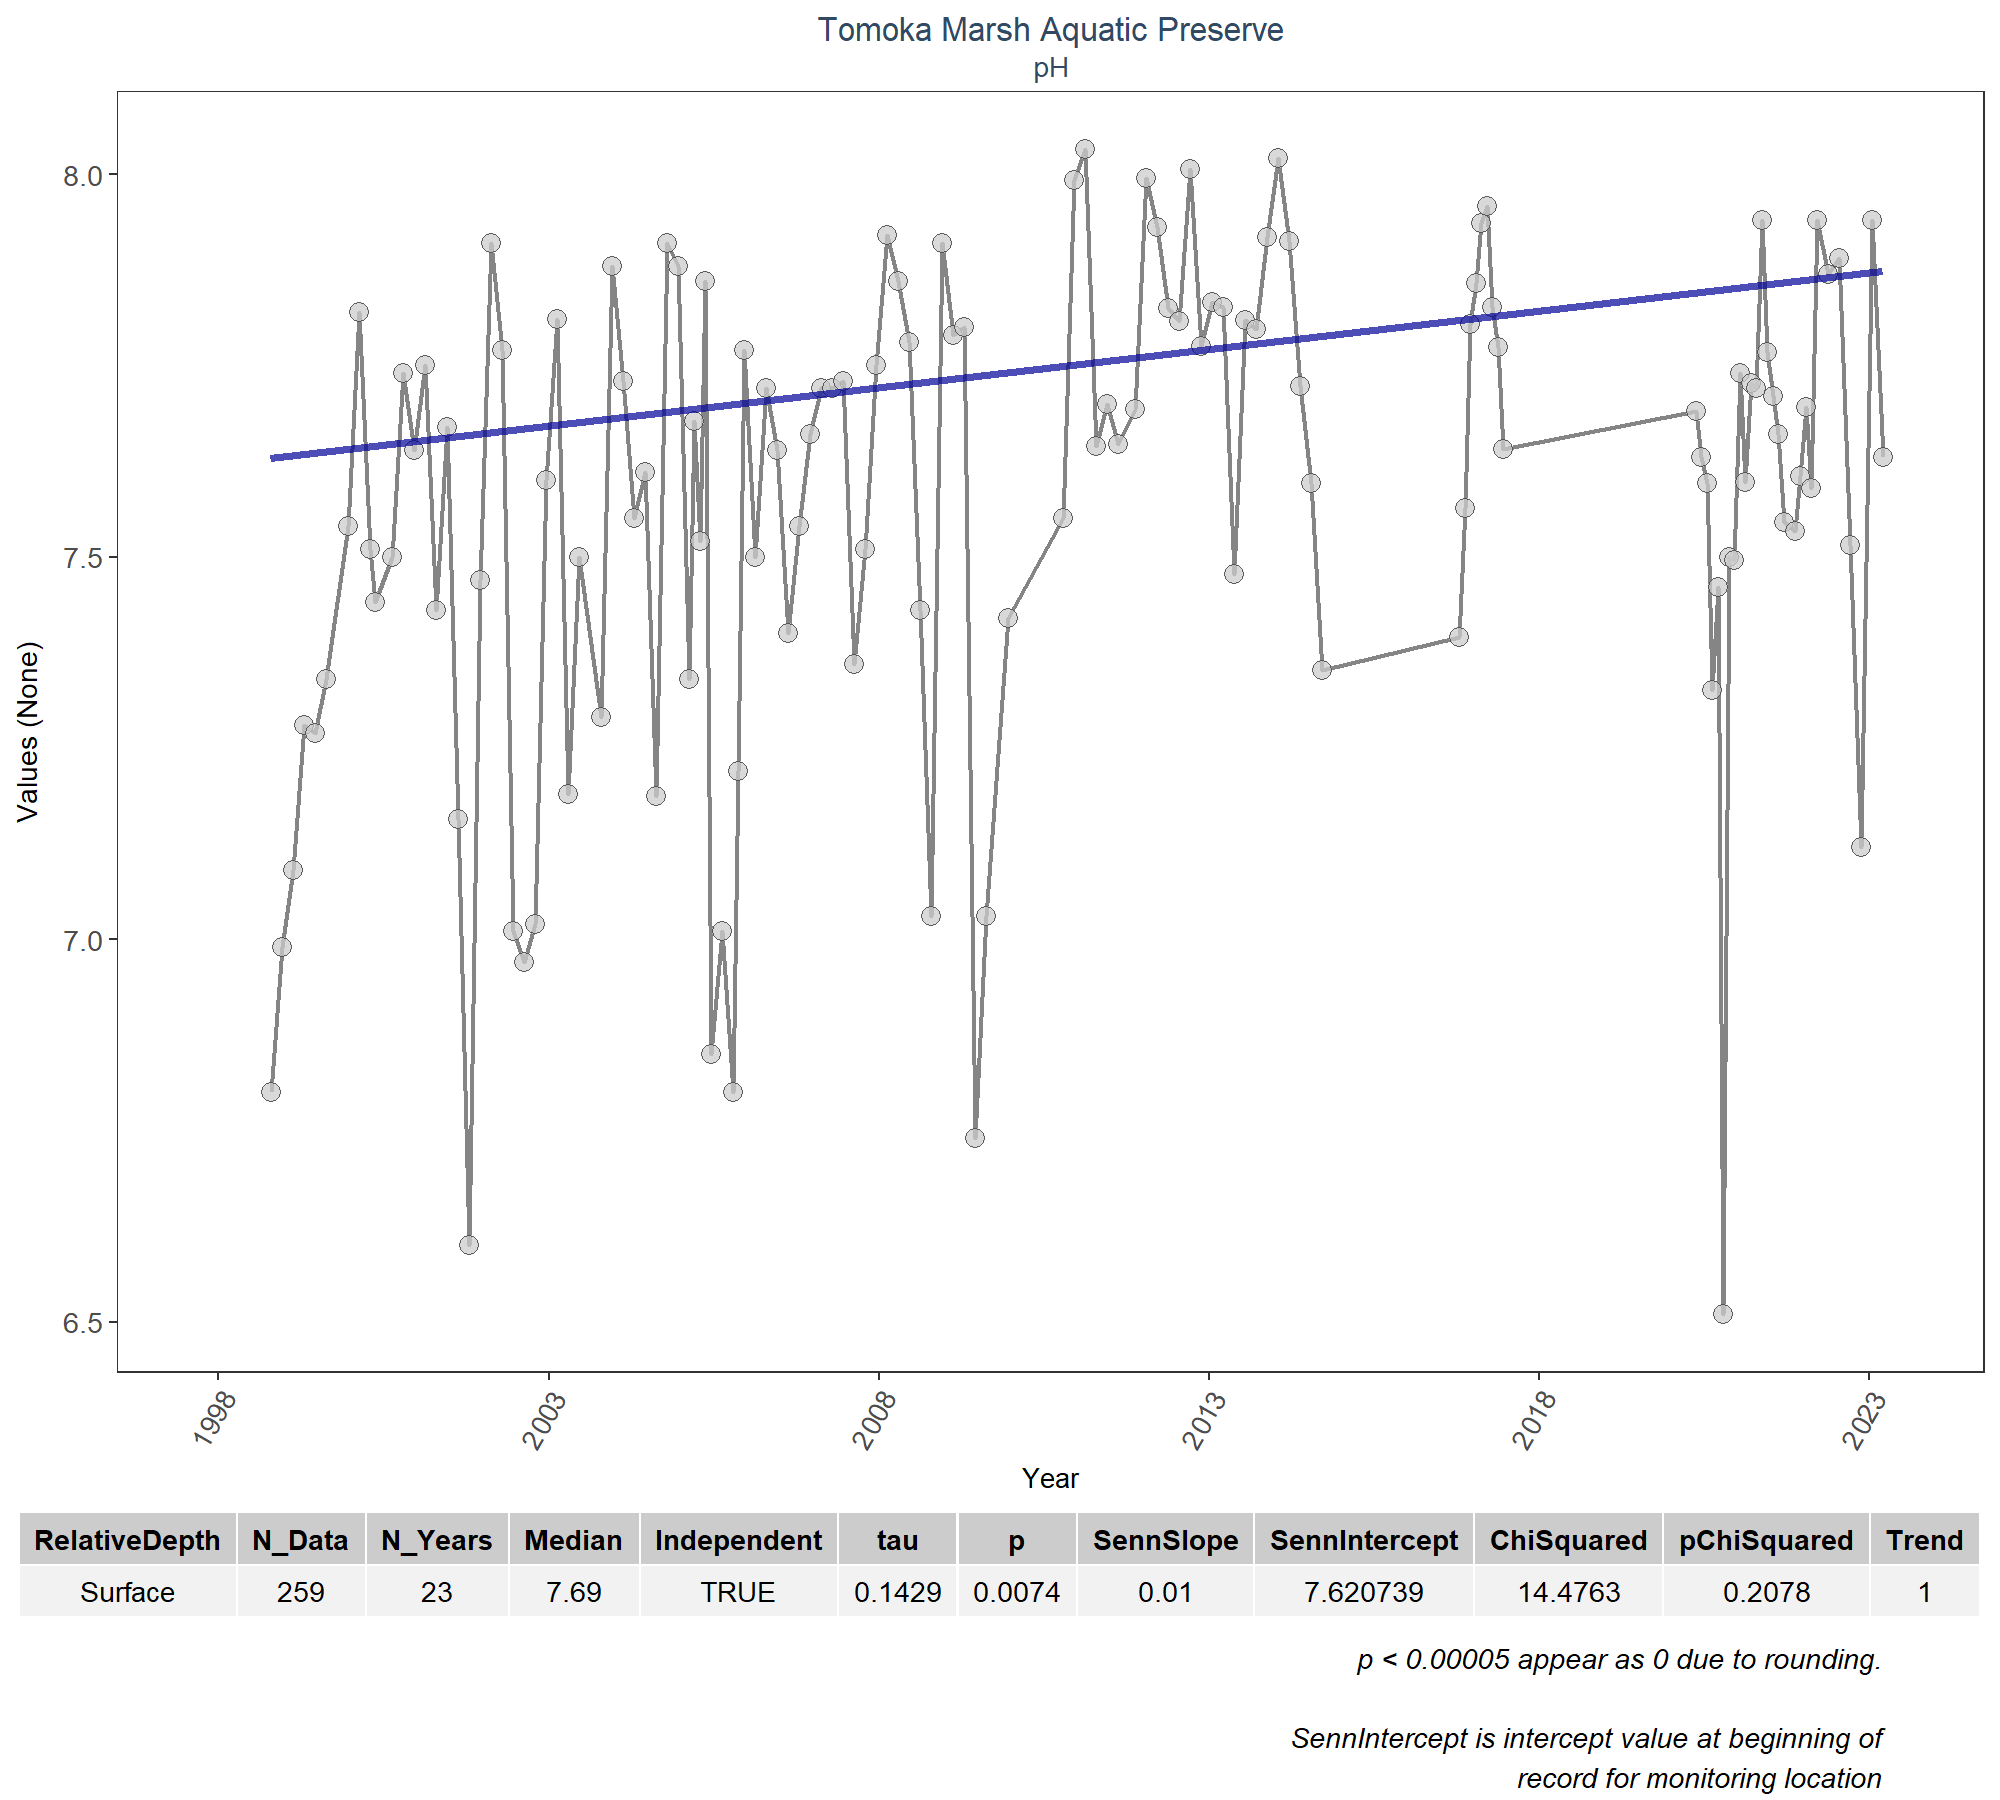 Tomoka Marsh Aquatic Preserve
pH
Values (None)
8.0
7.5
7.0
6.5
1998 2003 2008 2013 2018 2023
Year
RelativeDepth N_Data N_Years Median Independent tau p SennSlope SennIntercept ChiSquared pChiSquared Trend
Surface 259 23 7.69 TRUE 0.1429 0.0074 0.01 7.620739 14.4763 0.2078 1
p < 0.00005 appear as 0 due to rounding.
SennIntercept is intercept value at beginning of
record for monitoring location